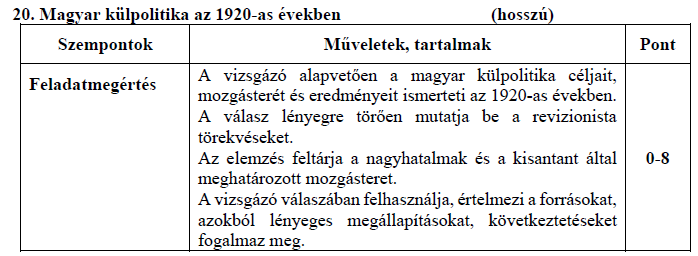 20. Magyar külpolitika az 1920-as években (hosszú)
Szempontok Műveletek, tartalmak Pont
Feladatmegértés
A vizsgázó alapvetően a magyar külpolitika céljait,
mozgásterét és eredményeit ismerteti az 1920-as években.
A válasz lényegre törően mutatja be a revizionista
törekvéseket.
Az elemzés feltárja a nagyhatalmak és a kisantant által
meghatározott mozgásteret.
A vizsgázó válaszában felhasználja, értelmezi a forrásokat,
azokból lényeges megállapításokat, következtetéseket
fogalmaz meg.
0-8